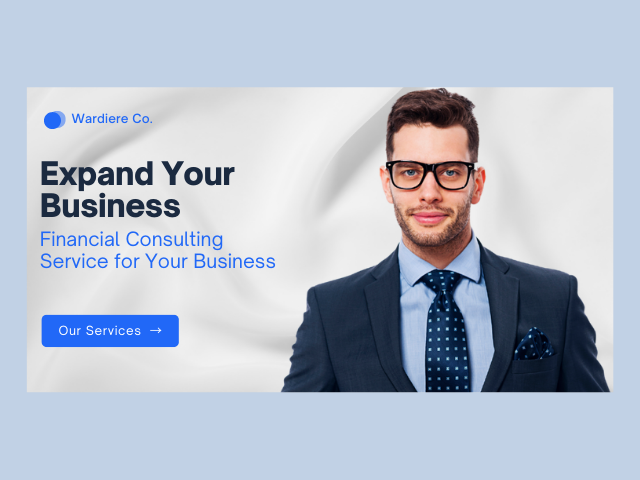 Wardiere Co.
Expand Your
Business
Financial Consulting
Service for Your Business
Our Services →